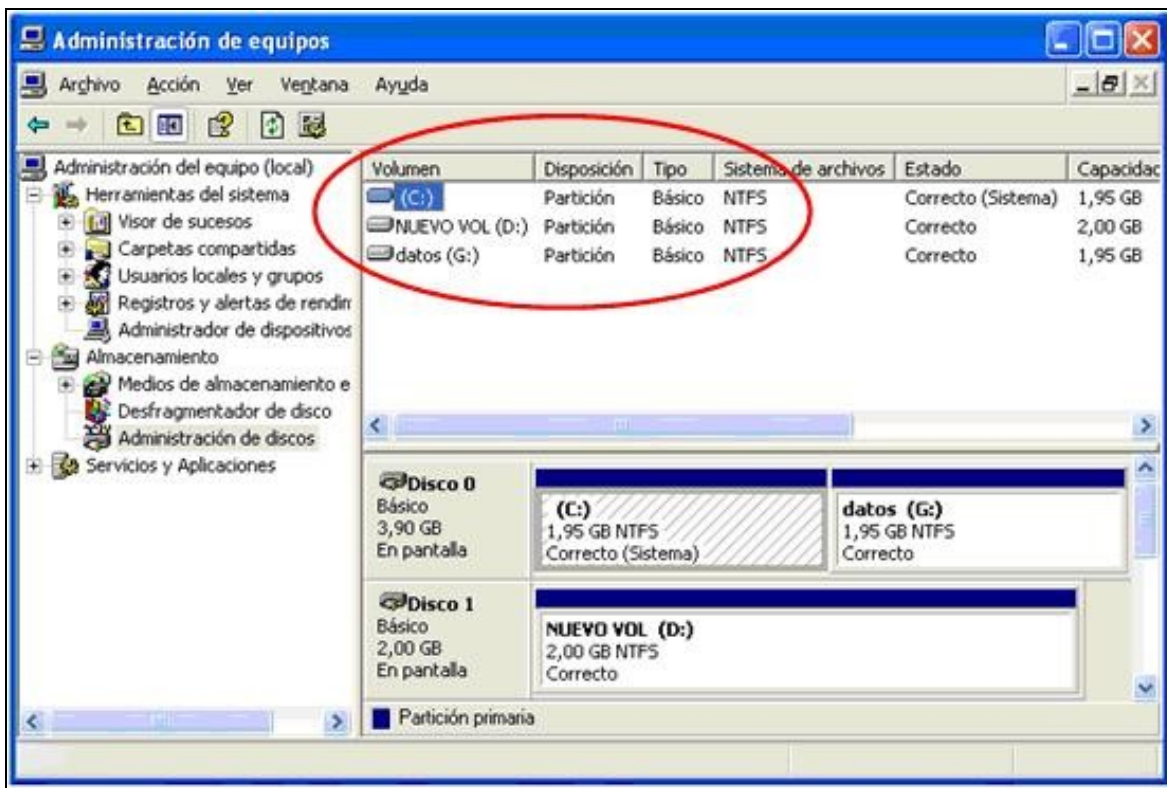 Administración de equipos
Archivo Acción Ver Ventana Ayuda
Administración del equipo (local)
Herramientas del sistema
Visor de sucesos
Carpetas compartidas
Usuarios locales y grupos
Registros y alertas de rendim
Administrador de dispositivos
Almacenamiento
Medios de almacenamiento e
Desfragmentador de disco
Administración de discos
Servicios y Aplicaciones
Volumen Disposición Tipo Sistema de archivos Estado Capacidad
(C:) Partición Básico NTFS Correcto (Sistema) 1,95 GB
NUEVO VOL (D:) Partición Básico NTFS Correcto 2,00 GB
datos (G:) Partición Básico NTFS Correcto 1,95 GB
Disco 0
Básico
3,90 GB
En pantalla
(C:)
1,95 GB NTFS
Correcto (Sistema)
datos (G:)
1,95 GB NTFS
Correcto
Disco 1
Básico
2,00 GB
En pantalla
NUEVO VOL (D:)
2,00 GB NTFS
Correcto
Partición primaria